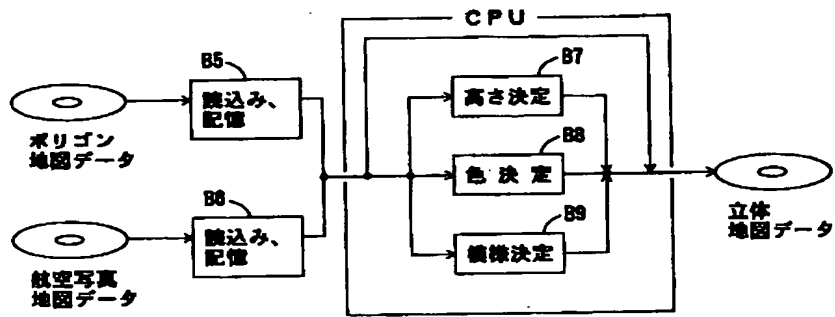 CPU
B5
読込み、
記憶
ポリゴン
地図データ
B6
読込み、
記憶
航空写真
地図データ
B7
高さ決定
B8
色決定
B9
模様決定
立体
地図データ